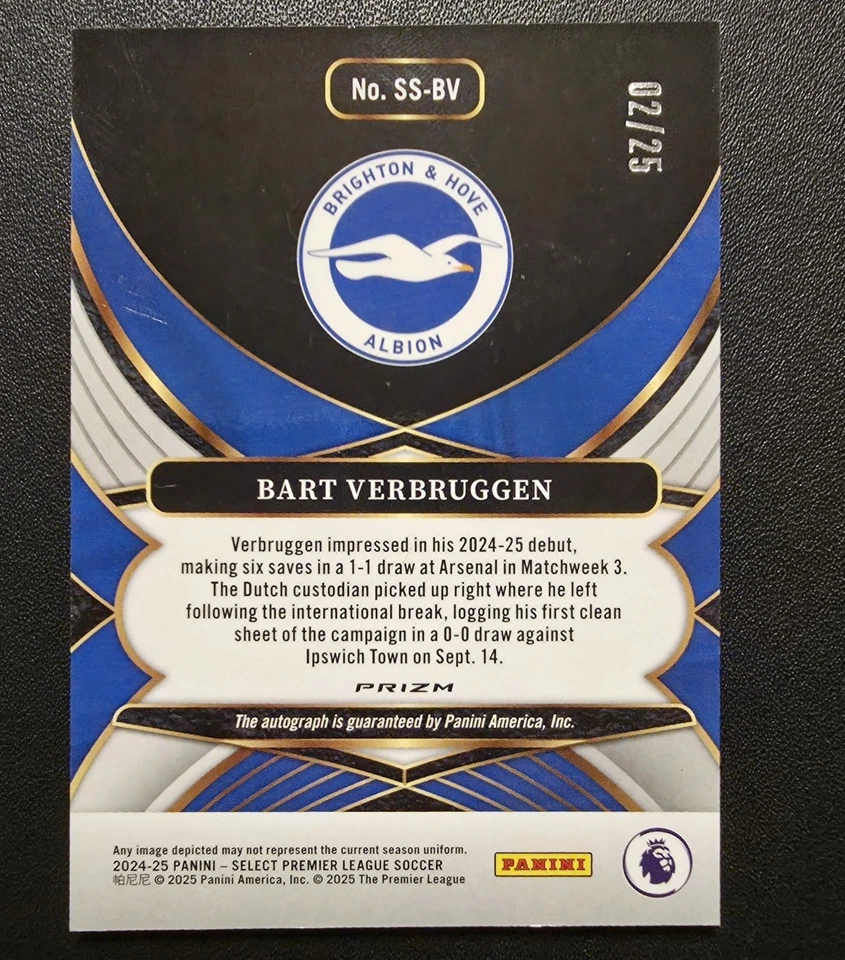 No. SS-BV
02/25
BRIGHTON & HOVE
ALBION
BART VERBRUGGEN
Verbruggen impressed in his 2024-25 debut,
making six saves in a 1-1 draw at Arsenal in Matchweek 3.
The Dutch custodian picked up right where he left
following the international break, logging his first clean
sheet of the campaign in a 0-0 draw against
Ipswich Town on Sept. 14.
PRIZM
The autograph is guaranteed by Panini America, Inc.
Any image depicted may not represent the current season uniform.
2024-25 PANINI – SELECT PREMIER LEAGUE SOCCER
帕尼尼 © 2025 Panini America, Inc. © 2025 The Premier League
PANINI